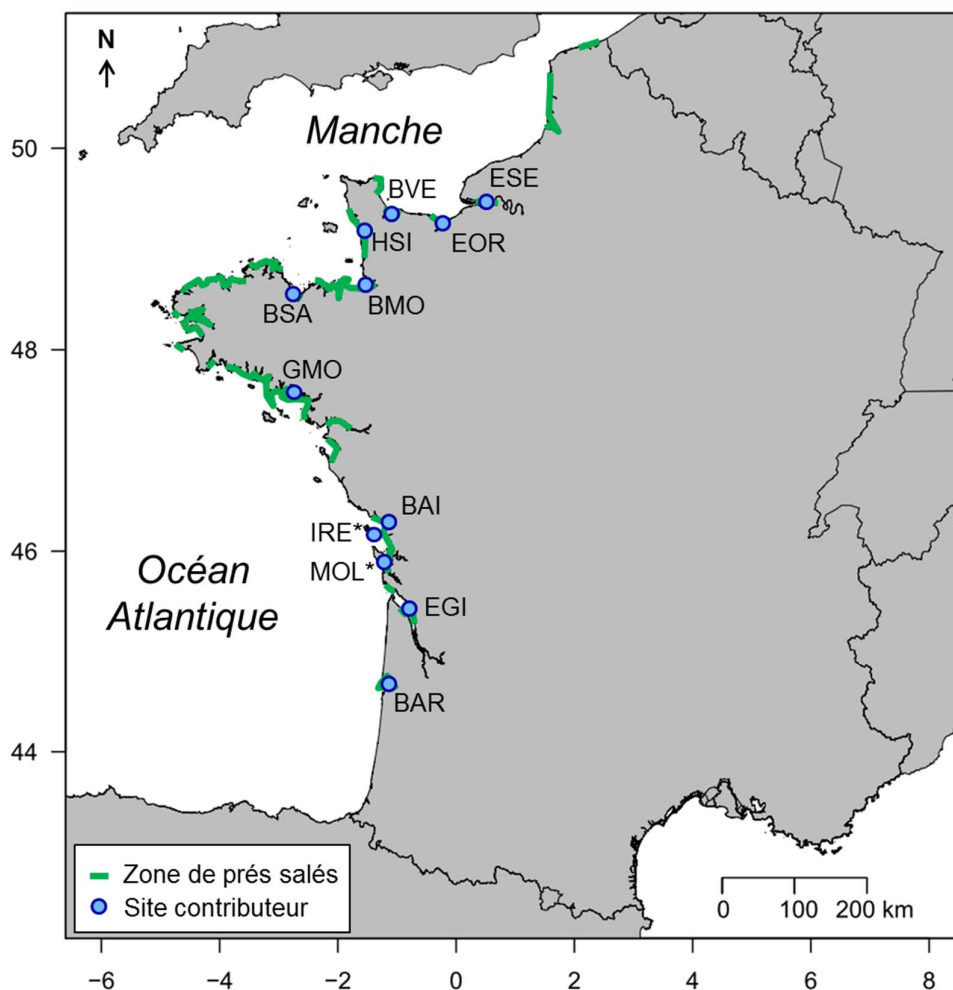 N
Manche
50
48
46
44
BVE
ESE
HSI
EOR
BSA
BMO
GMO
BAI
IRE*
MOL*
EGI
BAR
Océan
Atlantique
Zone de prés salés
Site contributeur
0 100 200 km
−6 −4 −2 0 2 4 6 8